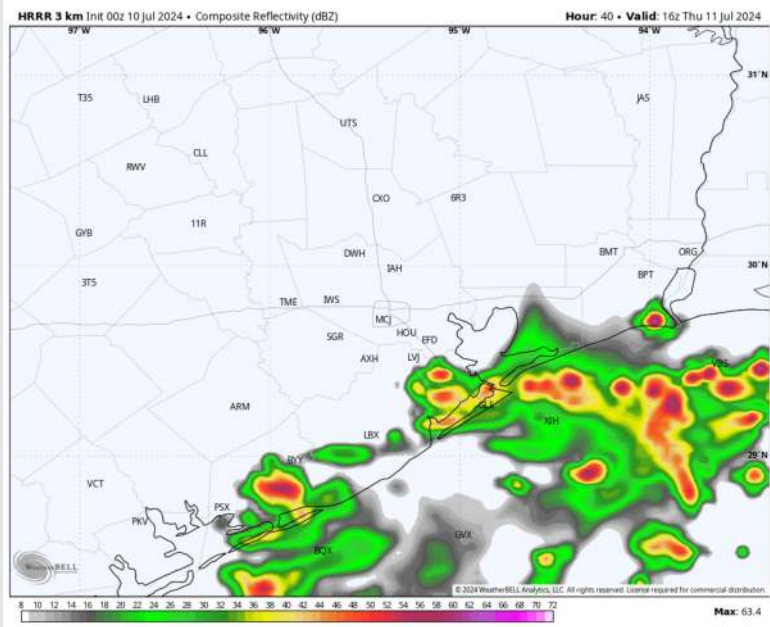 HRRR 3 km Init 00z 10 Jul 2024 • Composite Reflectivity (dBZ)
Hour: 40 • Valid: 16z Thu 11 Jul 2024
97°W 96°W 95°W 94°W
31°N
T35 LHB JAS
UTS
CLL
RWV
CXO 6R3
11R
GYB
DWH BMT ORG
30°N
IAH
BPT
3T5
TME IWS
MCJ
HOU
SGR EFD
AXH LVJ
VBS
GLS
ARM
XIH
LBX
29°N
BYY
VCT
PSX
PKV
GVX
BQX
WEATHERBELL
© 2024 WeatherBELL Analytics, LLC All rights reserved. License required for commercial distribution.
8 10 12 14 16 18 20 22 24 26 28 30 32 34 36 38 40 42 44 46 48 50 52 54 56 58 60 62 64 66 68 70 72
Max: 63.4